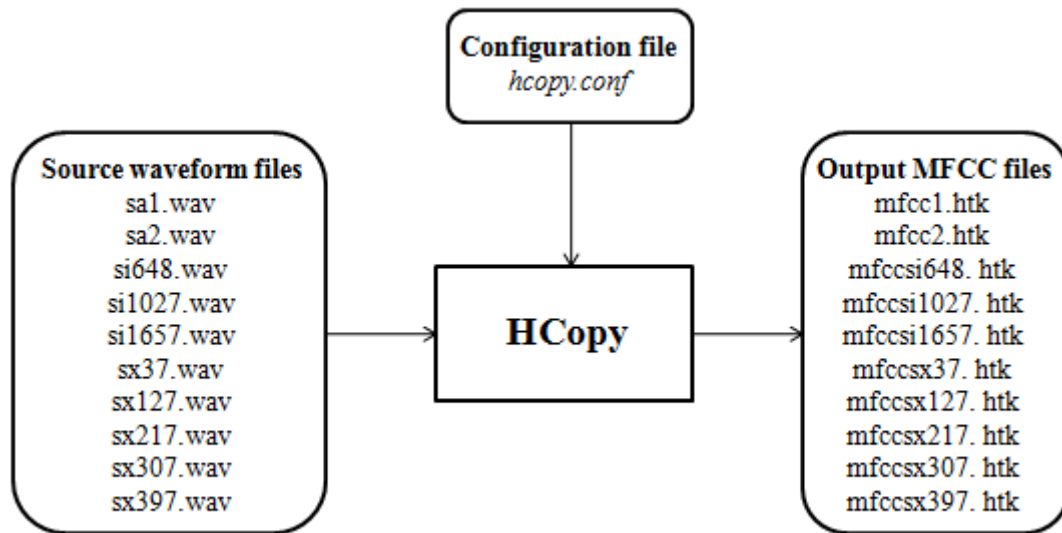 Configuration file
hcopy.conf
Source waveform files
sa1.wav
sa2.wav
si648.wav
si1027.wav
si1657.wav
sx37.wav
sx127.wav
sx217.wav
sx307.wav
sx397.wav
HCopy
Output MFCC files
mfcc1.htk
mfcc2.htk
mfccsi648. htk
mfccsi1027. htk
mfccsi1657. htk
mfccsx37. htk
mfccsx127. htk
mfccsx217. htk
mfccsx307. htk
mfccsx397. htk